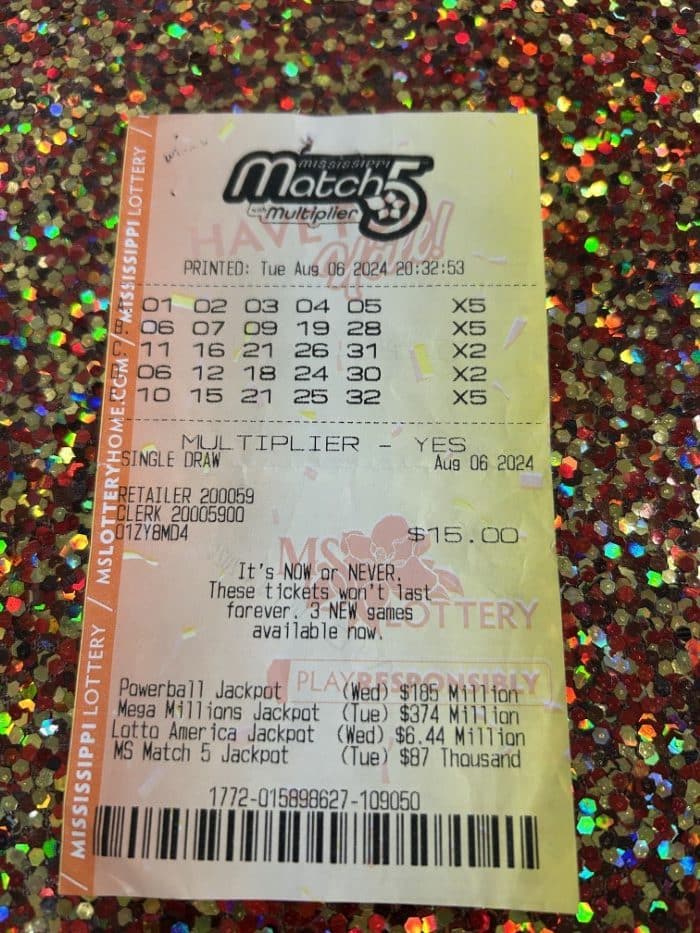 MISSISSIPPI
Match 5
with Multiplier
PRINTED: Tue Aug 06 2024 20:32:53
01 02 03 04 05 X5
B. 06 07 09 19 28 X5
11 16 21 26 31 X2
06 12 18 24 30 X2
10 15 21 25 32 X5
MULTIPLIER - YES
SINGLE DRAW Aug 06 2024
RETAILER 200059
CLERK 20005900
01ZY8MD4 $15.00
MS LOTTERY
It's NOW or NEVER.
These tickets won't last
forever. 3 NEW games
available now.
PLAY RESPONSIBLY
Powerball Jackpot (Wed) $185 Million
Mega Millions Jackpot (Tue) $374 Million
Lotto America Jackpot (Wed) $6.44 Million
MS Match 5 Jackpot (Tue) $87 Thousand
1772-015898627-109050
/ MISSISSIPPI LOTTERY / MSLOTTERYHOME.COM / MISSISSIPPI LOTTERY /